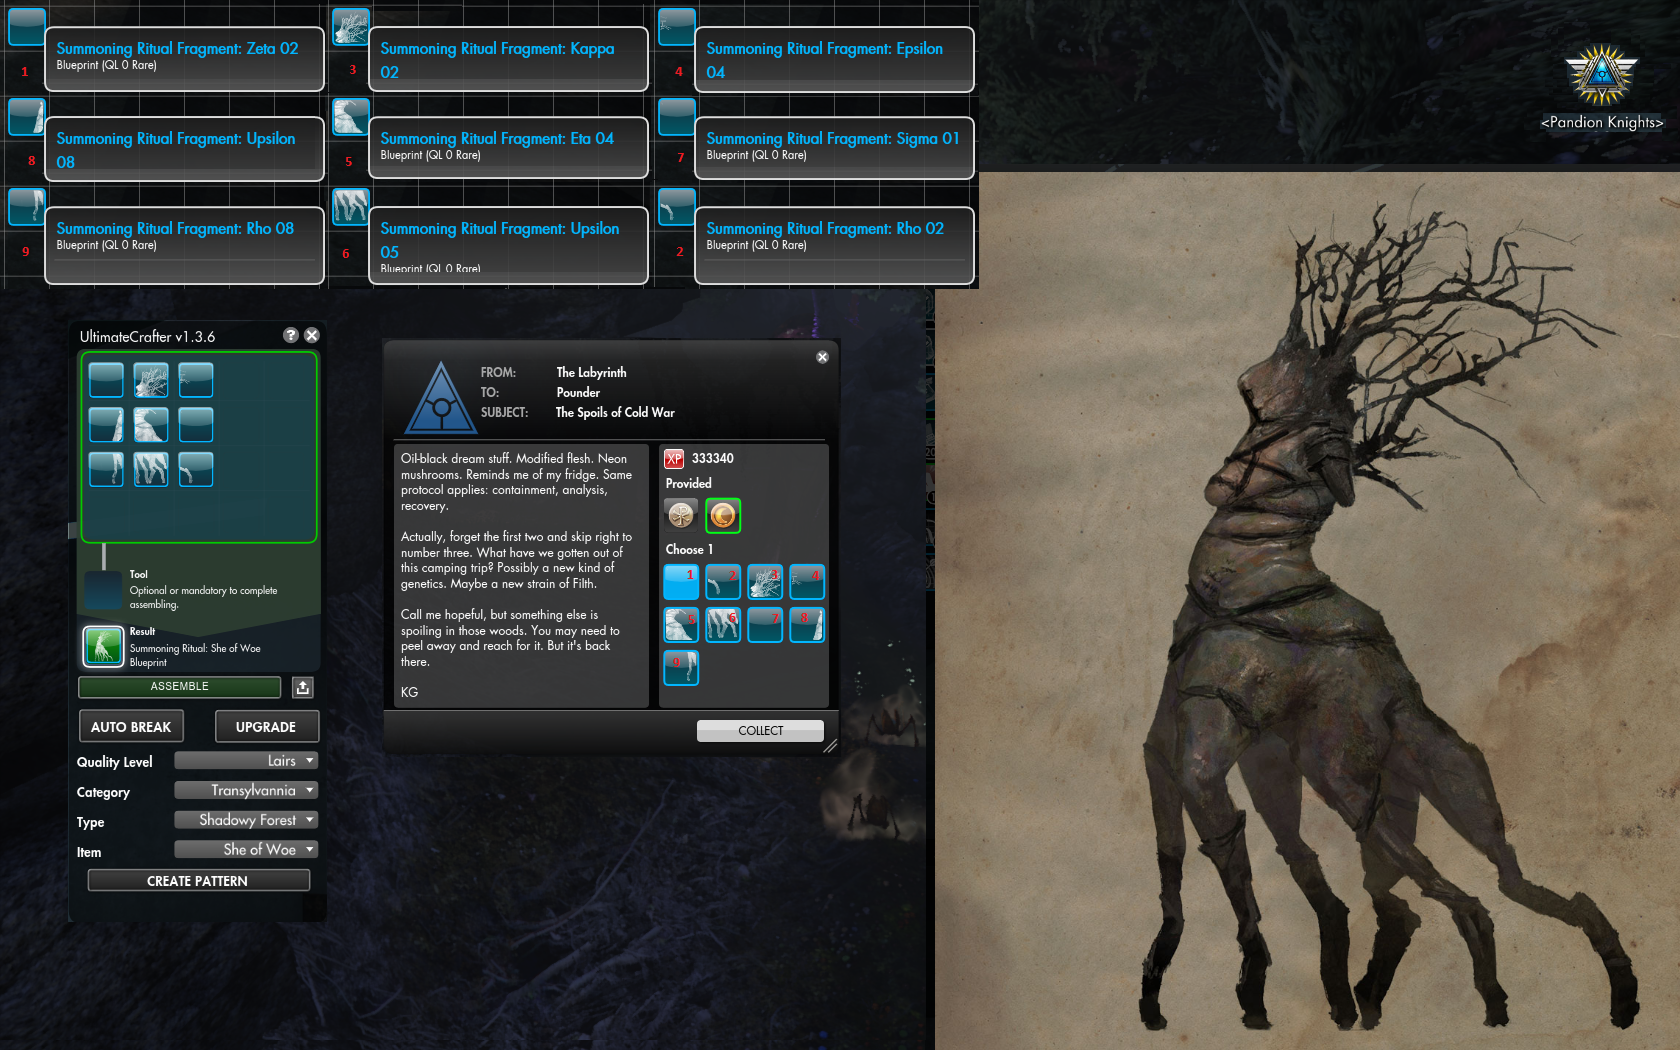 Summoning Ritual Fragment: Zeta 02
Blueprint (QL 0 Rare)
1
Summoning Ritual Fragment: Kappa
02
3
Summoning Ritual Fragment: Epsilon
04
4
Summoning Ritual Fragment: Upsilon
08
8
Summoning Ritual Fragment: Eta 04
Blueprint (QL 0 Rare)
5
Summoning Ritual Fragment: Sigma 01
Blueprint (QL 0 Rare)
7
Summoning Ritual Fragment: Rho 08
Blueprint (QL 0 Rare)
9
Summoning Ritual Fragment: Upsilon
05
Blueprint (QL 0 Rare)
6
Summoning Ritual Fragment: Rho 02
Blueprint (QL 0 Rare)
2
<Pandion Knights>
UltimateCrafter v1.3.6
?
Tool
Optional or mandatory to complete
assembling.
Result
Summoning Ritual: She of Woe
Blueprint
ASSEMBLE
AUTO BREAK
UPGRADE
Quality Level
Lairs
Category
Transylvannia
Type
Shadowy Forest
Item
She of Woe
CREATE PATTERN
FROM:
The Labyrinth
TO:
Pounder
SUBJECT:
The Spoils of Cold War
Oil-black dream stuff. Modified flesh. Neon
mushrooms. Reminds me of my fridge. Same
protocol applies: containment, analysis,
recovery.
Actually, forget the first two and skip right to
number three. What have we gotten out of
this camping trip? Possibly a new kind of
genetics. Maybe a new strain of Filth.
Call me hopeful, but something else is
spoiling in those woods. You may need to
peel away and reach for it. But it's back
there.
KG
XP 333340
Provided
Choose 1
1 2 3 4
5 6 7 8
9
COLLECT